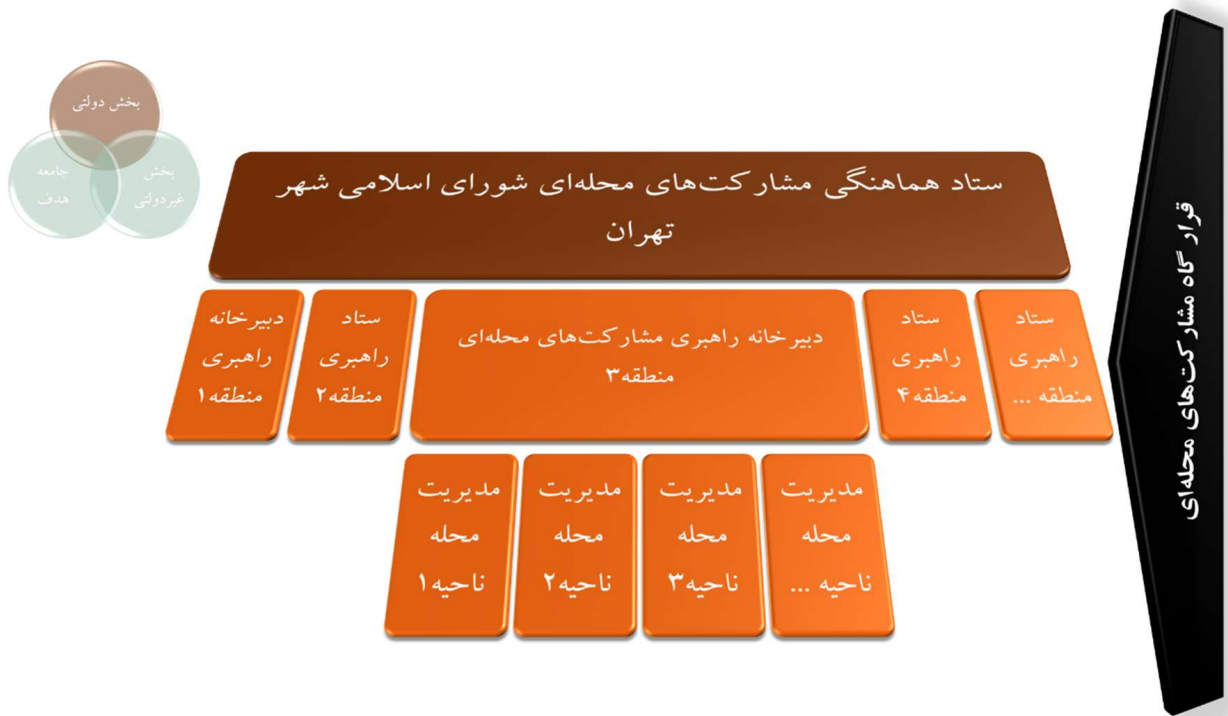 بخش دولتی
بخش
غیردولتی
جامعه
هدف
ستاد هماهنگی مشارکت‌های محله‌ای شورای اسلامی شهر
تهران
ستاد
راهبری
منطقه ...
ستاد
راهبری
منطقه۴
دبیرخانه راهبری مشارکت‌های محله‌ای
منطقه۳
ستاد
راهبری
منطقه۲
دبیرخانه
راهبری
منطقه۱
مدیریت
محله
ناحیه ...
مدیریت
محله
ناحیه۳
مدیریت
محله
ناحیه۲
مدیریت
محله
ناحیه۱
قرار گاه مشارکت‌های محله‌ای